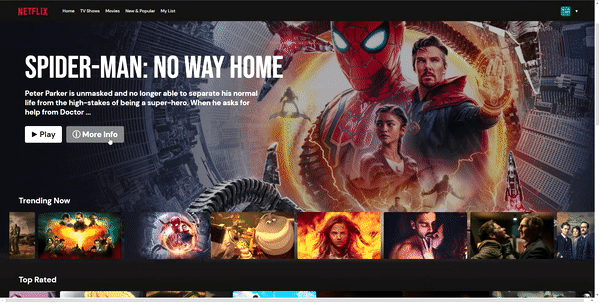 NETFLIX
Home TV Shows Movies New & Popular My List
SPIDER-MAN: NO WAY HOME
Peter Parker is unmasked and no longer able to separate his normal
life from the high-stakes of being a super-hero. When he asks for
help from Doctor ...
Play
More Info
Trending Now
Top Rated